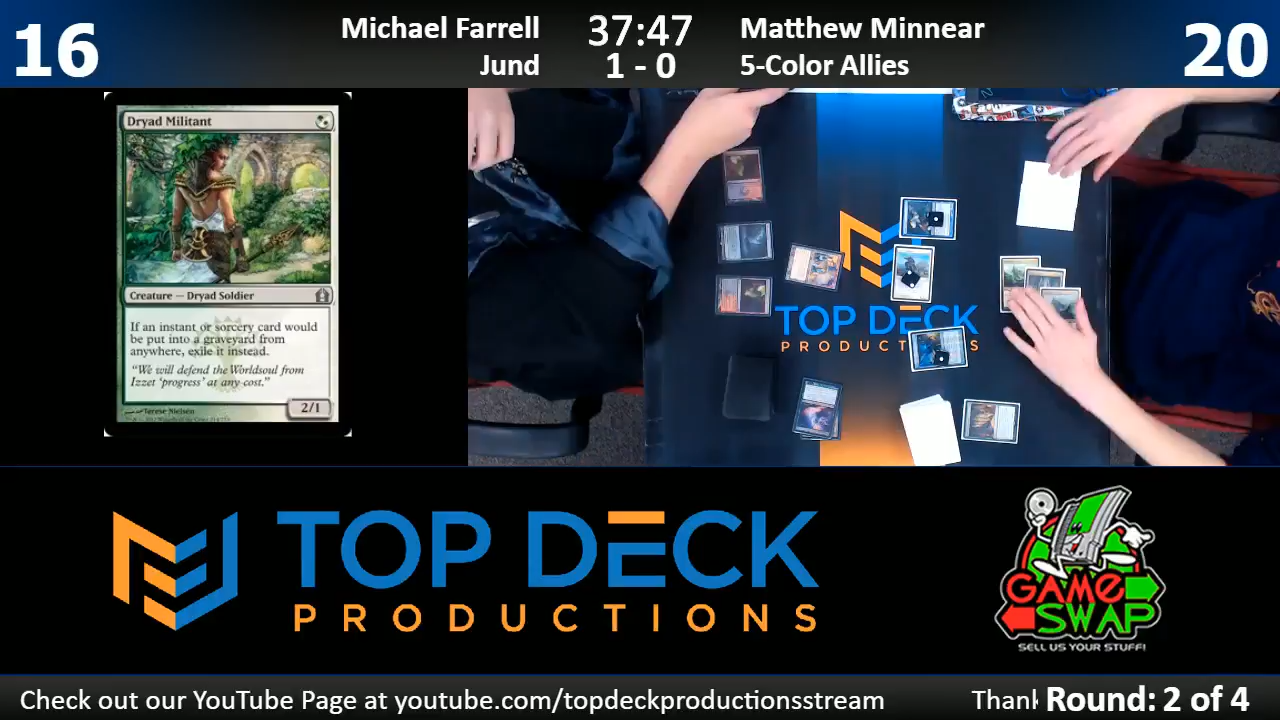 16
Michael Farrell
Jund
37:47
1 - 0
Matthew Minnear
5-Color Allies
20
Dryad Militant
Creature — Dryad Soldier
If an instant or sorcery card would
be put into a graveyard from
anywhere, exile it instead.
"We will defend the Worldsoul from
Izzet 'progress' at any cost."
2/1
Terese Nielsen
TOP DECK
PRODUCTIONS
TOP DECK
PRODUCTIONS
GAME
SWAP
SELL US YOUR STUFF!
Check out our YouTube Page at youtube.com/topdeckproductionsstream
Thank
Round: 2 of 4